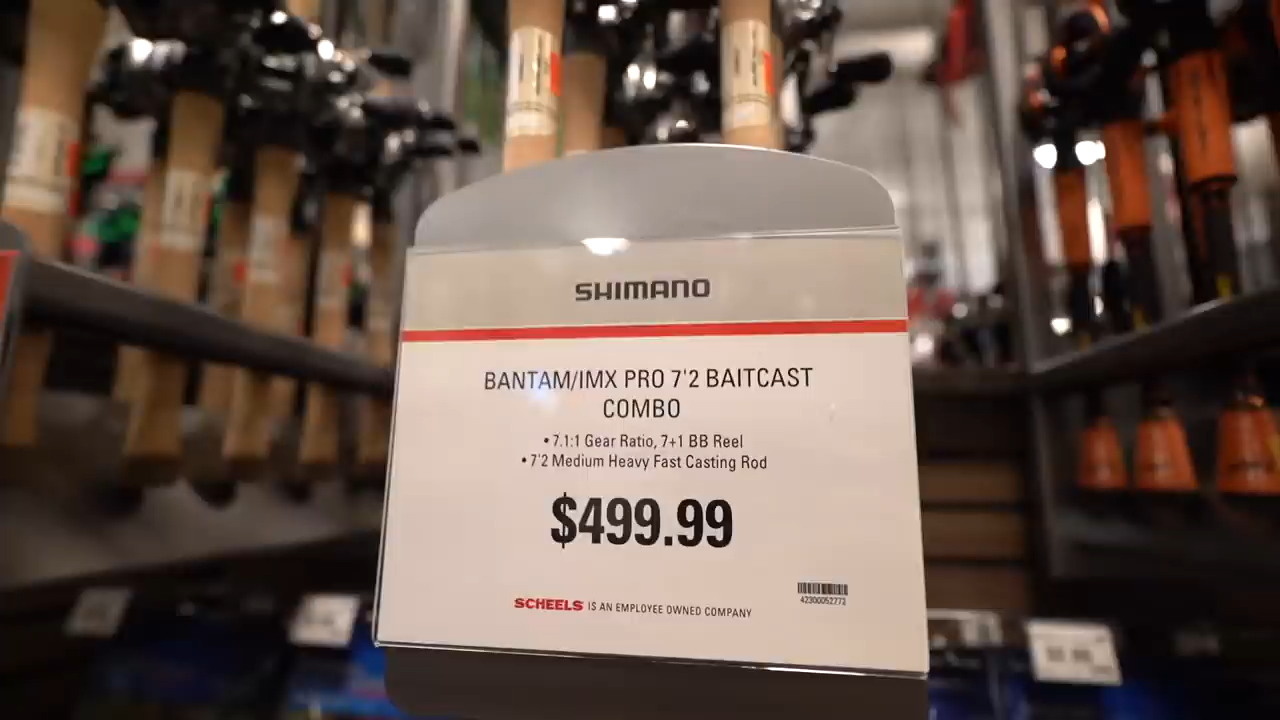 SHIMANO
BANTAM/IMX PRO 7'2 BAITCAST
COMBO
• 7.1:1 Gear Ratio, 7+1 BB Reel
• 7'2 Medium Heavy Fast Casting Rod
$499.99
SCHEELS IS AN EMPLOYEE OWNED COMPANY
42300052773